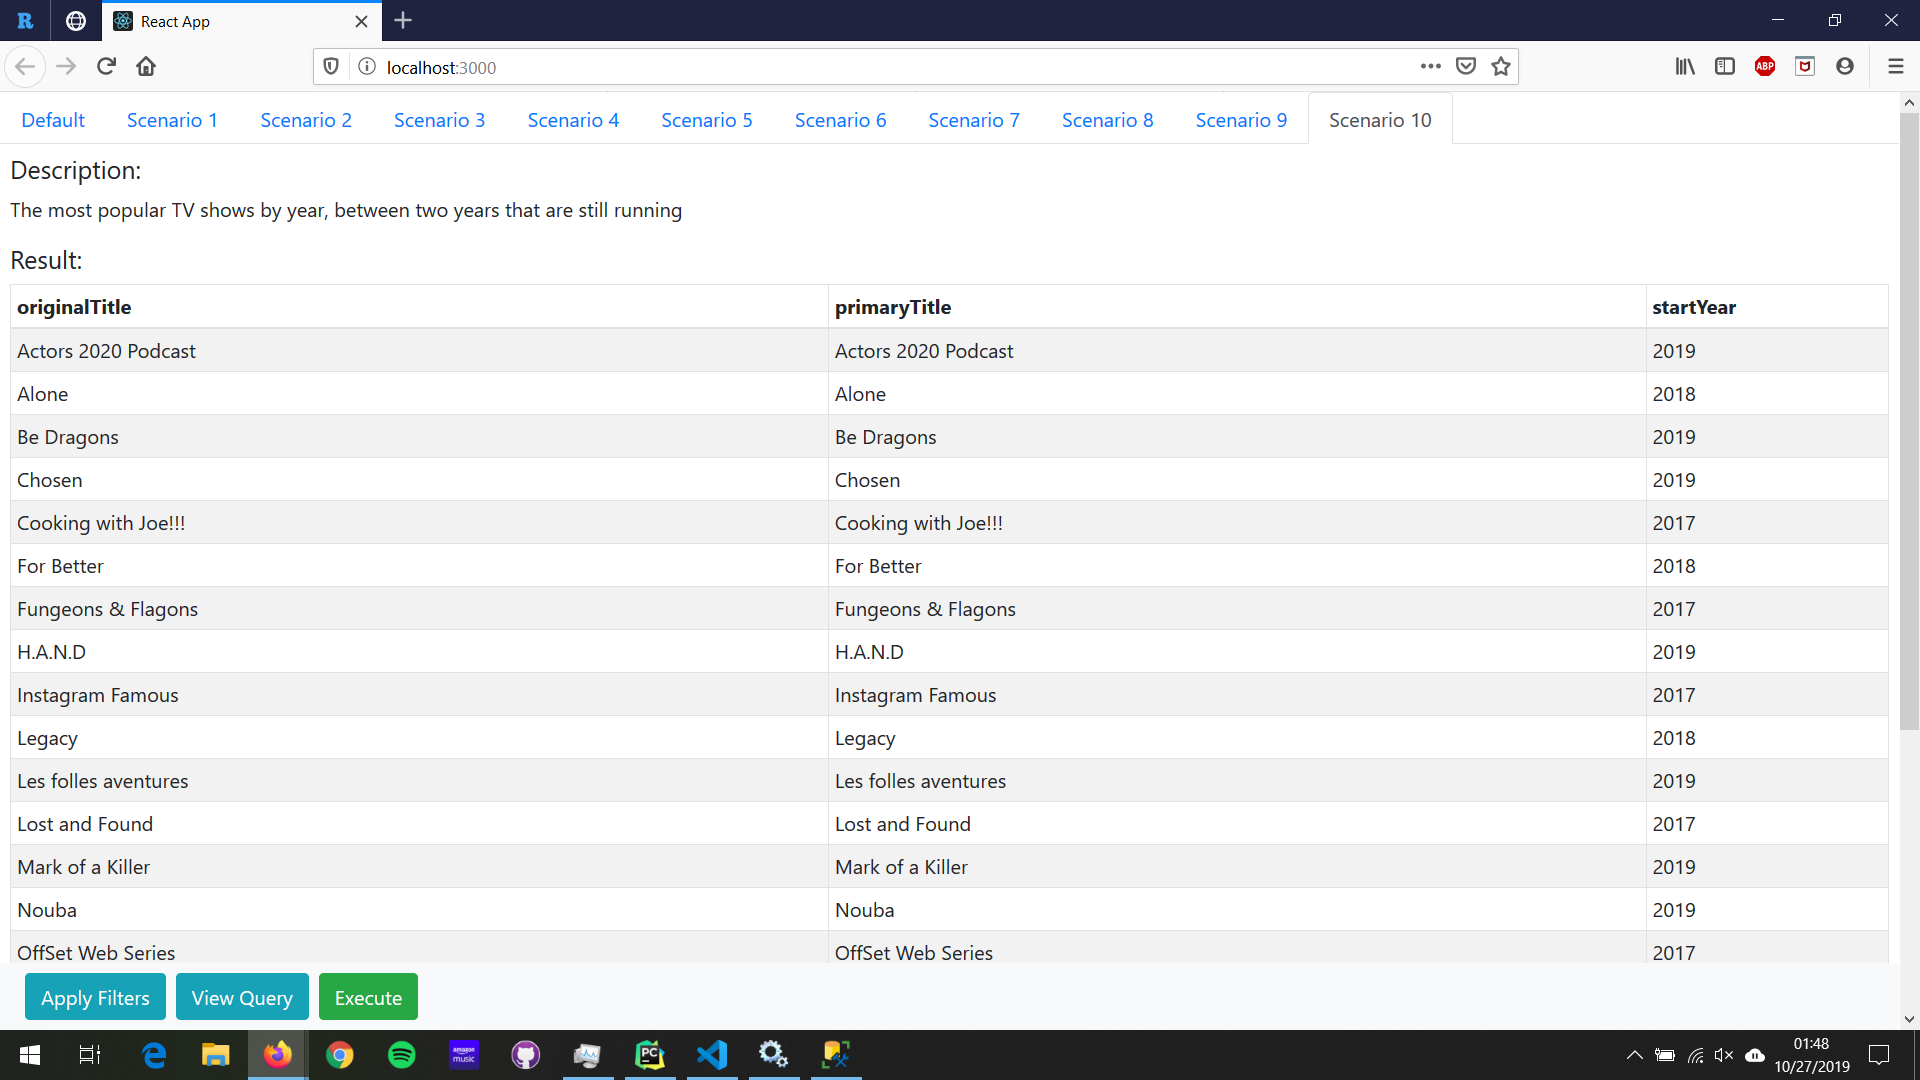 R React App
localhost:3000 ABP
Default Scenario 1 Scenario 2 Scenario 3 Scenario 4 Scenario 5 Scenario 6 Scenario 7 Scenario 8 Scenario 9 Scenario 10
Description:
The most popular TV shows by year, between two years that are still running
Result:
originalTitle primaryTitle startYear
Actors 2020 Podcast Actors 2020 Podcast 2019
Alone Alone 2018
Be Dragons Be Dragons 2019
Chosen Chosen 2019
Cooking with Joe!!! Cooking with Joe!!! 2017
For Better For Better 2018
Fungeons & Flagons Fungeons & Flagons 2017
H.A.N.D H.A.N.D 2019
Instagram Famous Instagram Famous 2017
Legacy Legacy 2018
Les folles aventures Les folles aventures 2019
Lost and Found Lost and Found 2017
Mark of a Killer Mark of a Killer 2019
Nouba Nouba 2019
OffSet Web Series OffSet Web Series 2017
Apply Filters View Query Execute
amazon music PC 01:48
10/27/2019